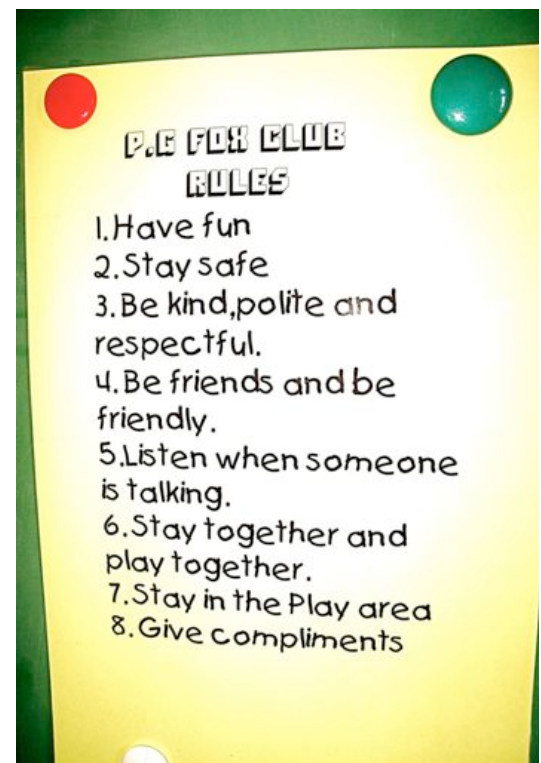 P.G FOX CLUB
RULES
1.Have fun
2.Stay safe
3.Be kind,polite and
respectful.
4.Be friends and be
friendly.
5.Listen when someone
is talking.
6.Stay together and
play together.
7.Stay in the Play area
8.Give compliments